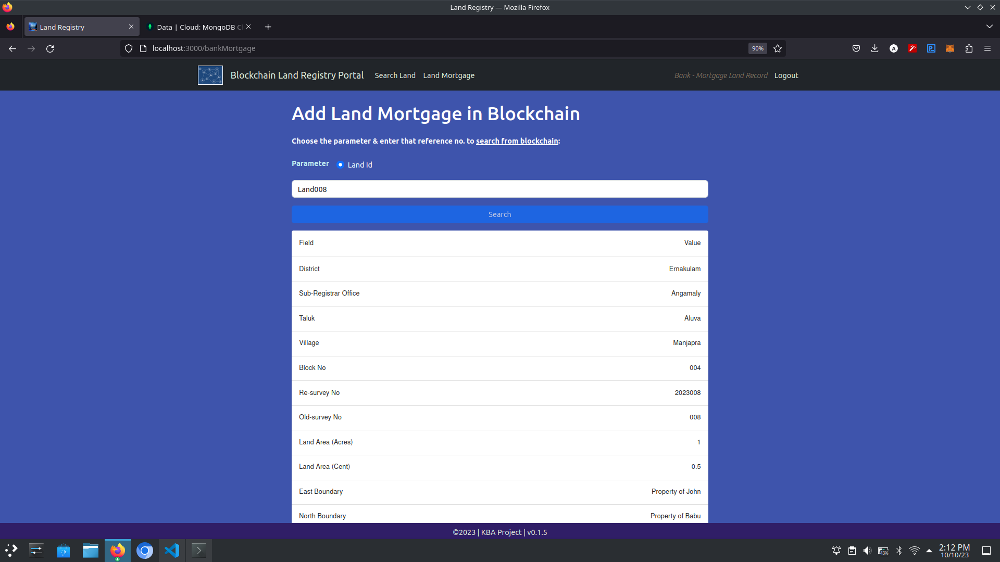 Land Registry — Mozilla Firefox
Land Registry
Data | Cloud: MongoDB Cl
localhost:3000/bankMortgage
90%
Blockchain Land Registry Portal
Search Land
Land Mortgage
Bank - Mortgage Land Record
Logout
Add Land Mortgage in Blockchain
Choose the parameter & enter that reference no. to search from blockchain:
Parameter
Land Id
Land008
Search
Field Value
District Ernakulam
Sub-Registrar Office Angamaly
Taluk Aluva
Village Manjapra
Block No 004
Re-survey No 2023008
Old-survey No 008
Land Area (Acres) 1
Land Area (Cent) 0.5
East Boundary Property of John
North Boundary Property of Babu
©2023 | KBA Project | v0.1.5
43%
2:12 PM
10/10/23